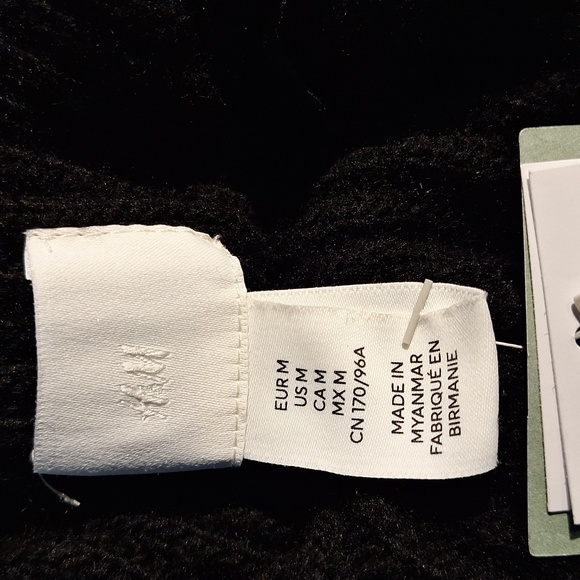 H&M
EUR M
US M
CA M
MX M
CN 170/96A
MADE IN
MYANMAR
FABRIQUÉ EN
BIRMANIE